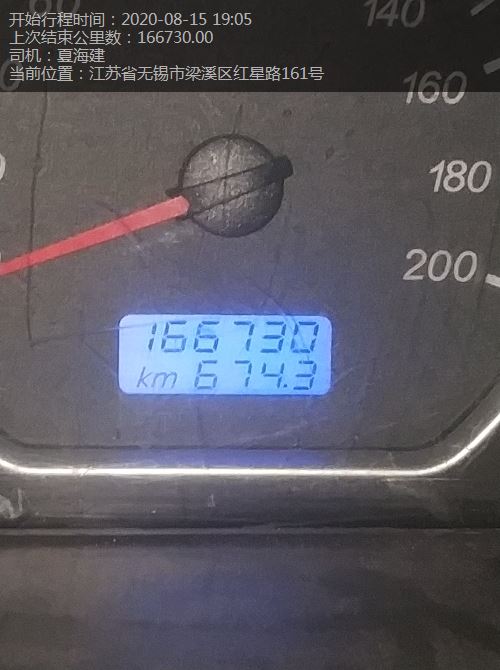 开始行程时间：2020-08-15 19:05
上次结束公里数：166730.00
司机：夏海建
当前位置：江苏省无锡市梁溪区红星路161号
140
160
180
200
166730
km 674.3